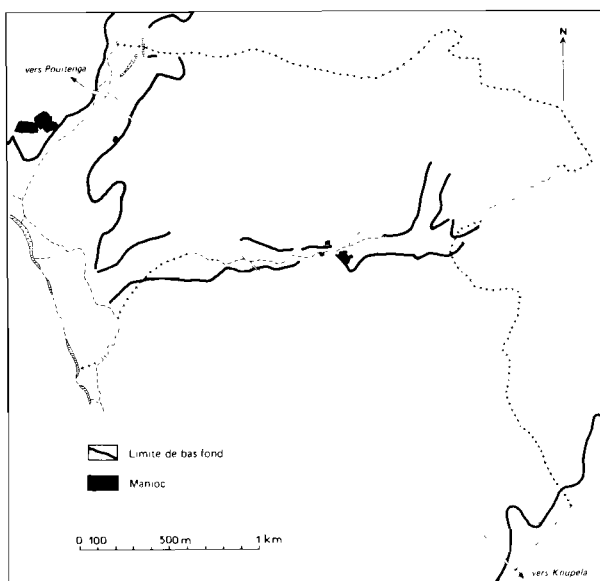 N
vers Pouitenga
Limite de bas fond
Manioc
0 100 500 m 1 km
vers Koupela